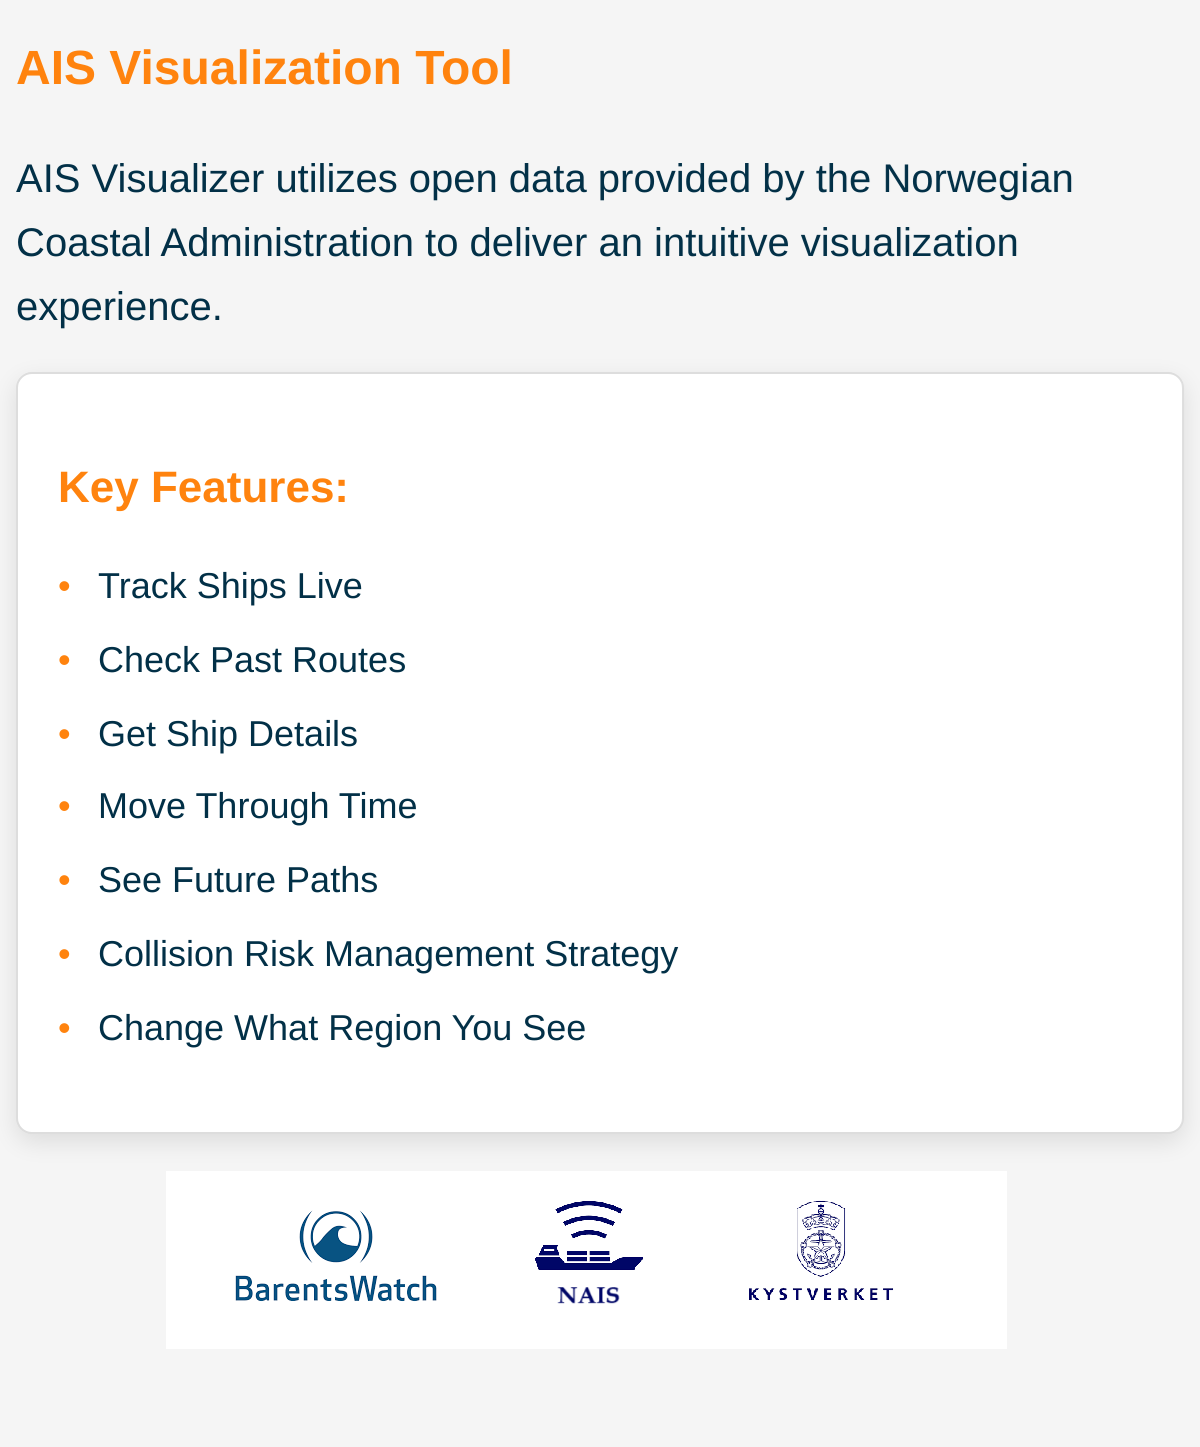 AIS Visualization Tool
AIS Visualizer utilizes open data provided by the Norwegian
Coastal Administration to deliver an intuitive visualization
experience.
Key Features:
• Track Ships Live
• Check Past Routes
• Get Ship Details
• Move Through Time
• See Future Paths
• Collision Risk Management Strategy
• Change What Region You See
BarentsWatch
NAIS
KYSTVERKET